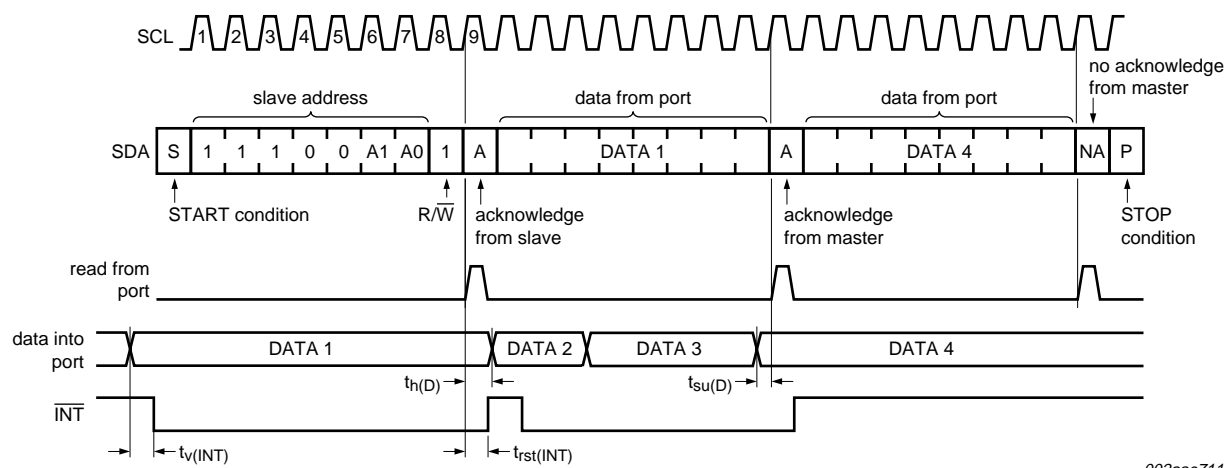 SCL 1 2 3 4 5 6 7 8 9
no acknowledge
from master
slave address data from port data from port
SDA S 1 1 1 0 0 A1 A0 1 A DATA 1 A DATA 4 NA P
START condition R/W acknowledge
from slave acknowledge
from master STOP
condition
read from
port
data into
port DATA 1 DATA 2 DATA 3 DATA 4
th(D) tsu(D)
INT
tv(INT) trst(INT)